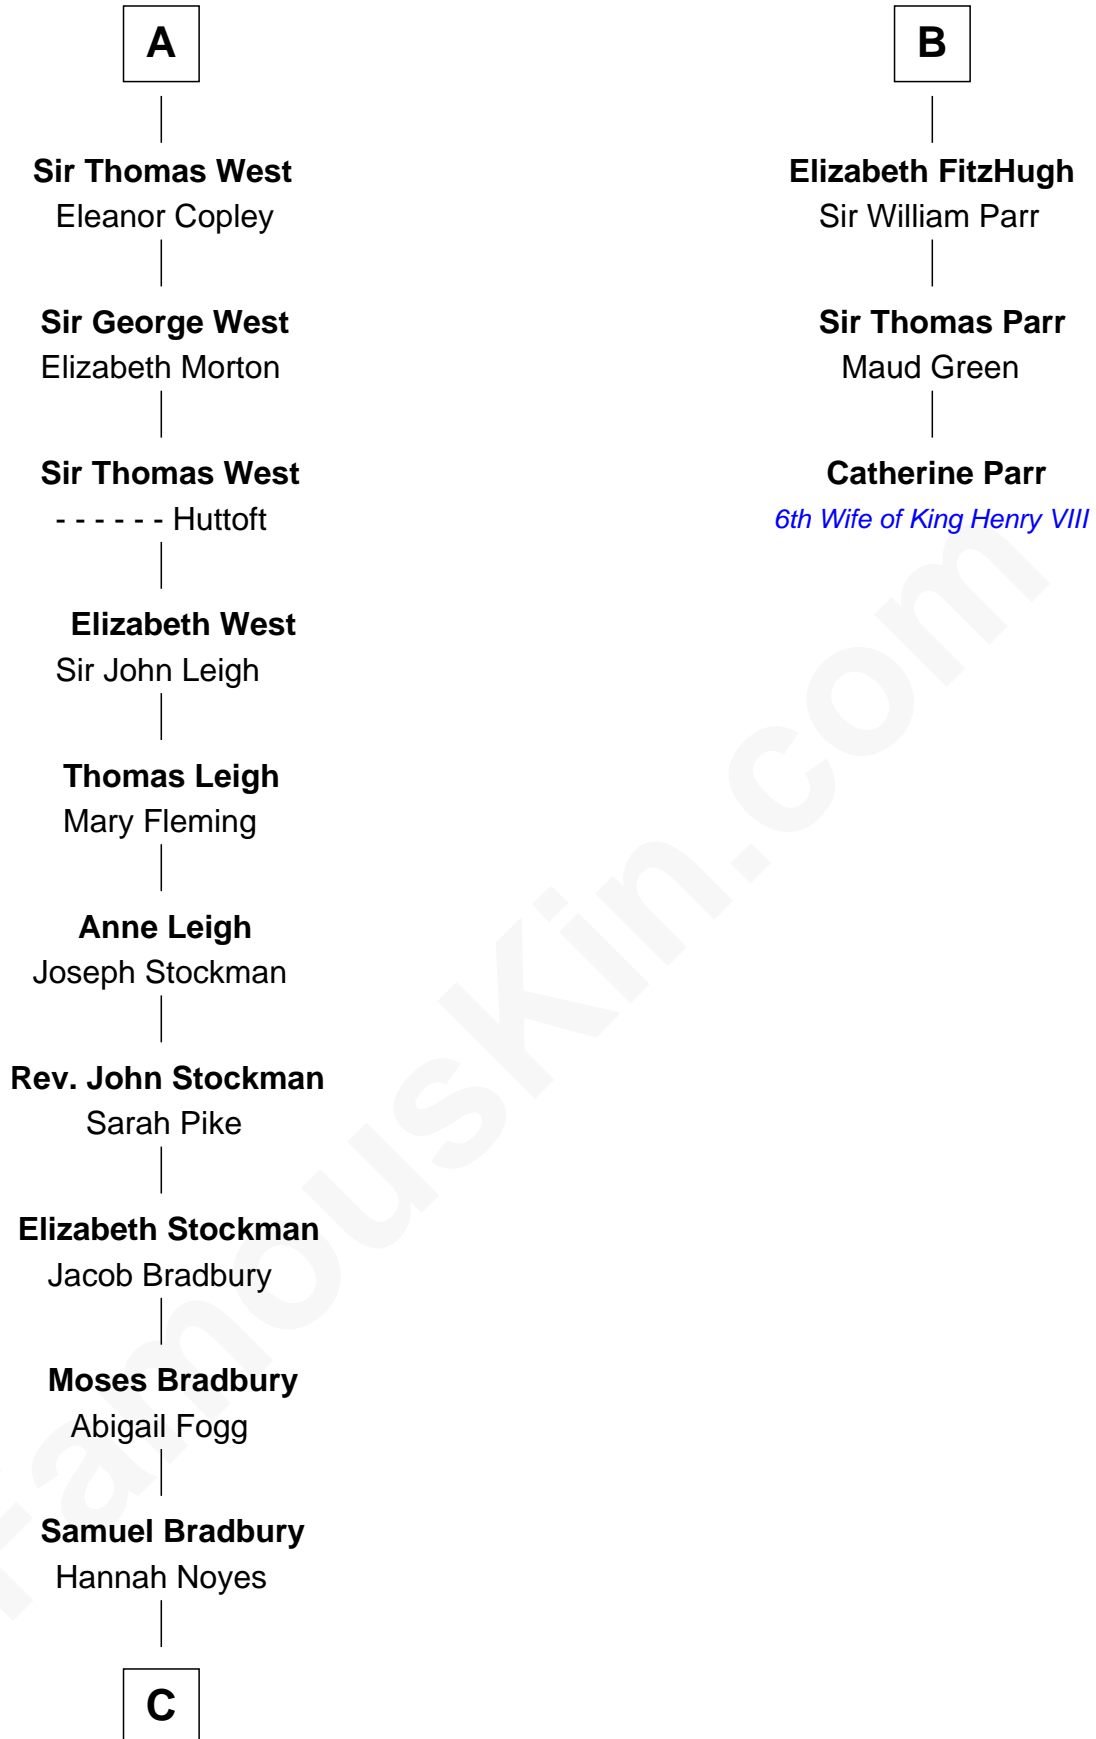 A
Sir Thomas West
Eleanor Copley
Sir George West
Elizabeth Morton
Sir Thomas West
- - - - - - Huttoft
Elizabeth West
Sir John Leigh
Thomas Leigh
Mary Fleming
Anne Leigh
Joseph Stockman
Rev. John Stockman
Sarah Pike
Elizabeth Stockman
Jacob Bradbury
Moses Bradbury
Abigail Fogg
Samuel Bradbury
Hannah Noyes
C
B
Elizabeth FitzHugh
Sir William Parr
Sir Thomas Parr
Maud Green
Catherine Parr
6th Wife of King Henry VIII
FamousKin.com